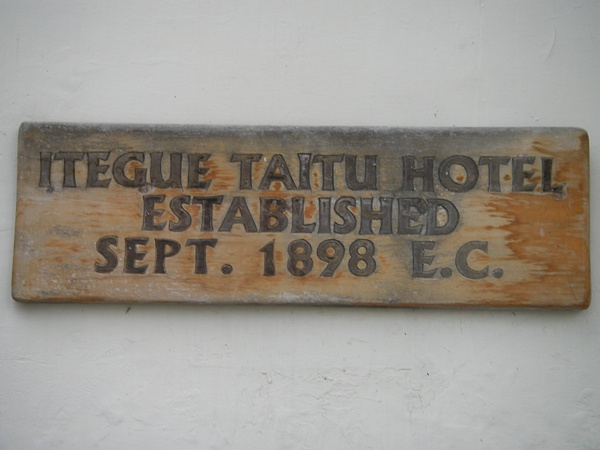 ITEGUE TAITU HOTEL
ESTABLISHED
SEPT. 1898 E.C.